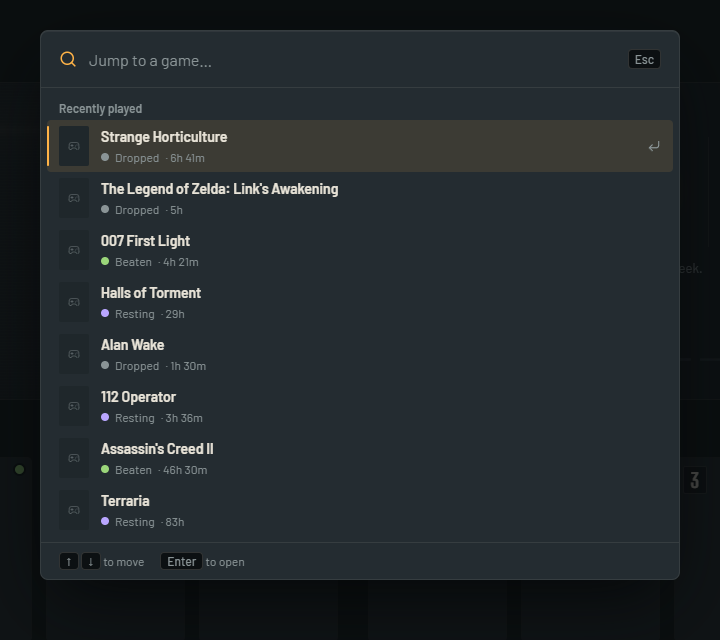 Jump to a game...
Esc
Recently played
Strange Horticulture
Dropped · 6h 41m
The Legend of Zelda: Link's Awakening
Dropped · 5h
007 First Light
Beaten · 4h 21m
eek.
Halls of Torment
Resting · 29h
Alan Wake
Dropped · 1h 30m
112 Operator
Resting · 3h 36m
Assassin's Creed II
Beaten · 46h 30m
3
Terraria
Resting · 83h
↑ ↓ to move Enter to open